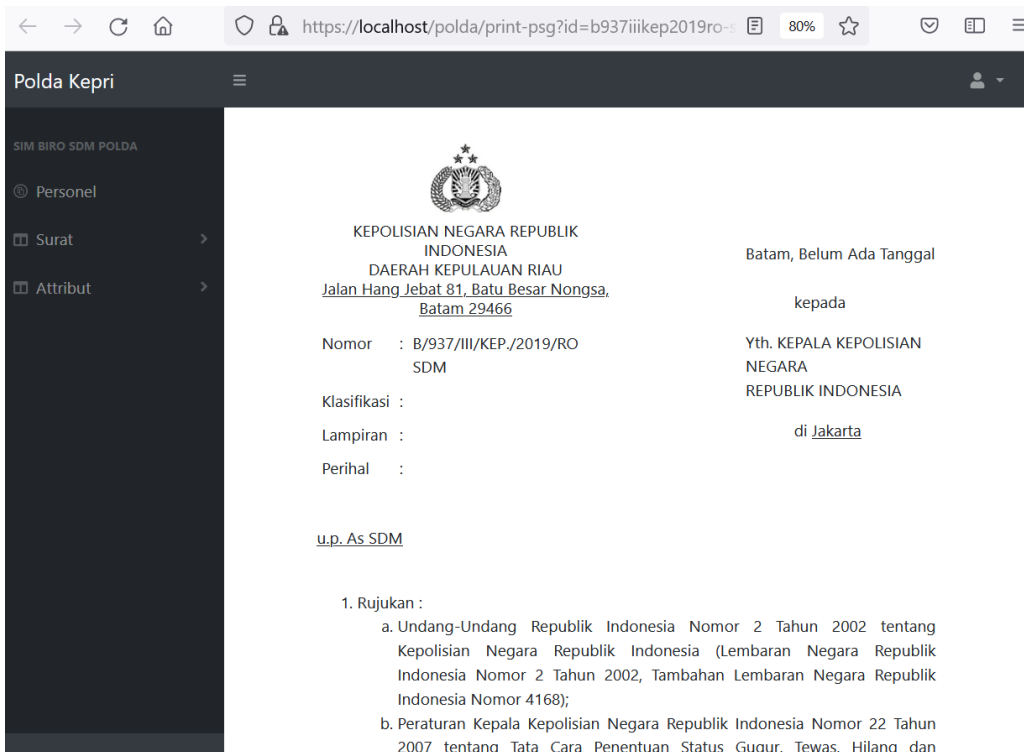 https://localhost/polda/print-psg?id=b937iiikep2019ro-s
80%
Polda Kepri
SIM BIRO SDM POLDA
Personel
Surat
Attribut
KEPOLISIAN NEGARA REPUBLIK
INDONESIA
DAERAH KEPULAUAN RIAU
Jalan Hang Jebat 81, Batu Besar Nongsa,
Batam 29466
Batam, Belum Ada Tanggal
kepada
Nomor : B/937/III/KEP./2019/RO
SDM
Klasifikasi :
Lampiran :
Perihal :
Yth. KEPALA KEPOLISIAN
NEGARA
REPUBLIK INDONESIA
di Jakarta
u.p. As SDM
1. Rujukan :
a. Undang-Undang Republik Indonesia Nomor 2 Tahun 2002 tentang
Kepolisian Negara Republik Indonesia (Lembaran Negara Republik
Indonesia Nomor 2 Tahun 2002, Tambahan Lembaran Negara Republik
Indonesia Nomor 4168);
b. Peraturan Kepala Kepolisian Negara Republik Indonesia Nomor 22 Tahun
2007 tentang Tata Cara Penentuan Status Gugur, Tewas, Hilang dan